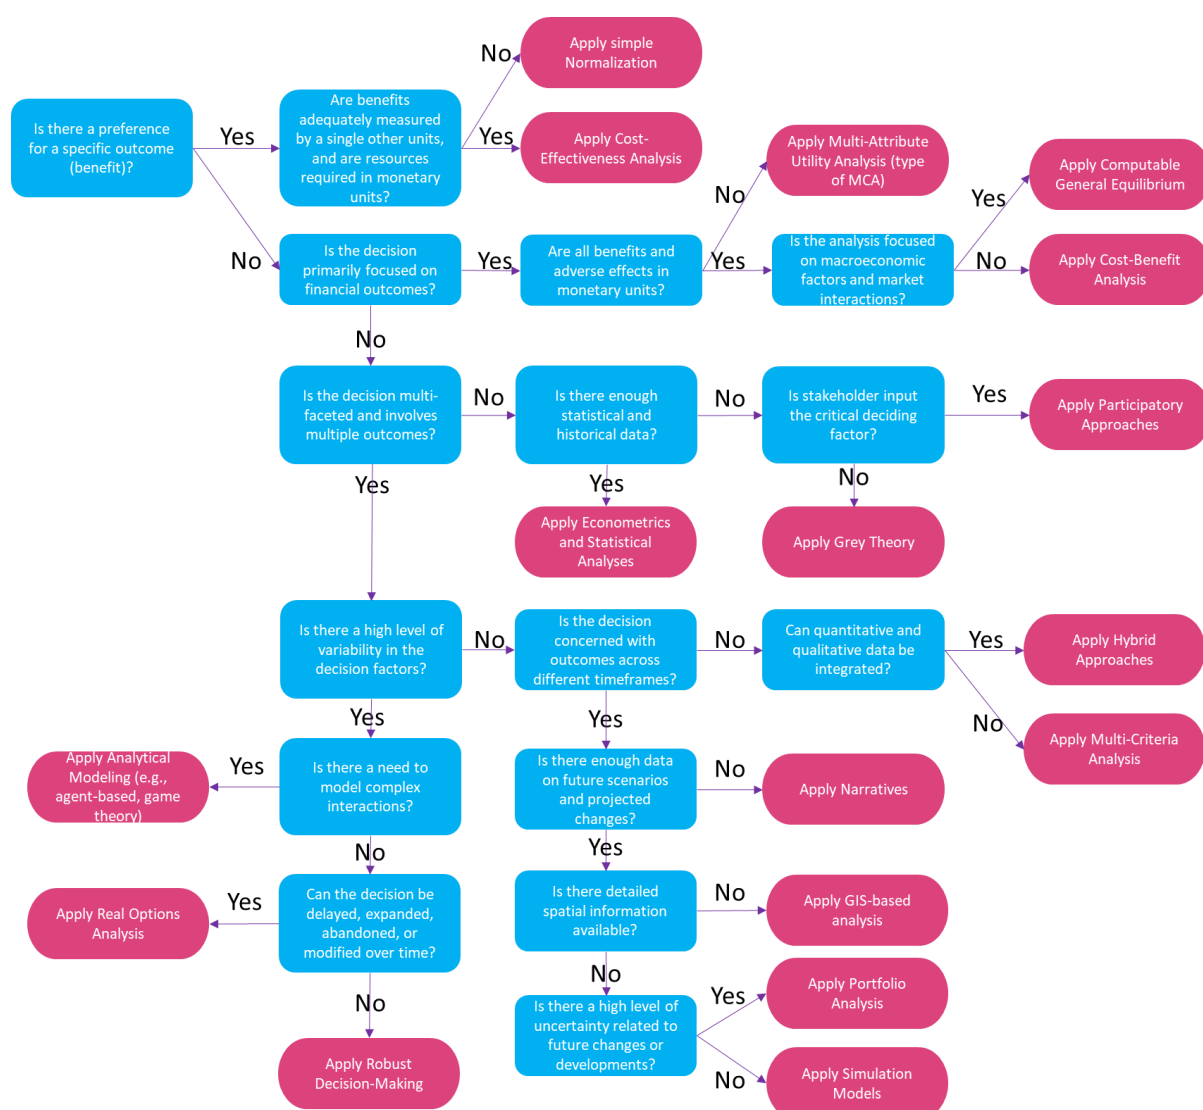 Apply simple
Normalization
No
Is there a preference
for a specific outcome
(benefit)?
Yes
Are benefits
adequately measured
by a single other units,
and are resources
required in monetary
units?
Yes
Apply Cost-
Effectiveness Analysis
No
Is the decision
primarily focused on
financial outcomes?
Yes
Are all benefits and
adverse effects in
monetary units?
No
Apply Multi-Attribute
Utility Analysis (type
of MCA)
Yes
Is the analysis focused
on macroeconomic
factors and market
interactions?
Yes
Apply Computable
General Equilibrium
No
Apply Cost-Benefit
Analysis
No
Is the decision multi-
faceted and involves
multiple outcomes?
No
Is there enough
statistical and
historical data?
No
Is stakeholder input
the critical deciding
factor?
Yes
Apply Participatory
Approaches
Yes
Yes
Apply Econometrics
and Statistical
Analyses
No
Apply Grey Theory
Is there a high level of
variability in the
decision factors?
No
Is the decision
concerned with
outcomes across
different timeframes?
No
Can quantitative and
qualitative data be
integrated?
Yes
Apply Hybrid
Approaches
No
Apply Multi-Criteria
Analysis
Yes
Yes
Apply Analytical
Modeling (e.g.,
agent-based, game
theory)
Yes
Is there a need to
model complex
interactions?
Is there enough data
on future scenarios
and projected
changes?
No
Apply Narratives
No
Yes
Apply Real Options
Analysis
Yes
Can the decision be
delayed, expanded,
abandoned, or
modified over time?
Is there detailed
spatial information
available?
No
Apply GIS-based
analysis
No
No
Apply Robust
Decision-Making
Is there a high level of
uncertainty related to
future changes or
developments?
Yes
Apply Portfolio
Analysis
No
Apply Simulation
Models